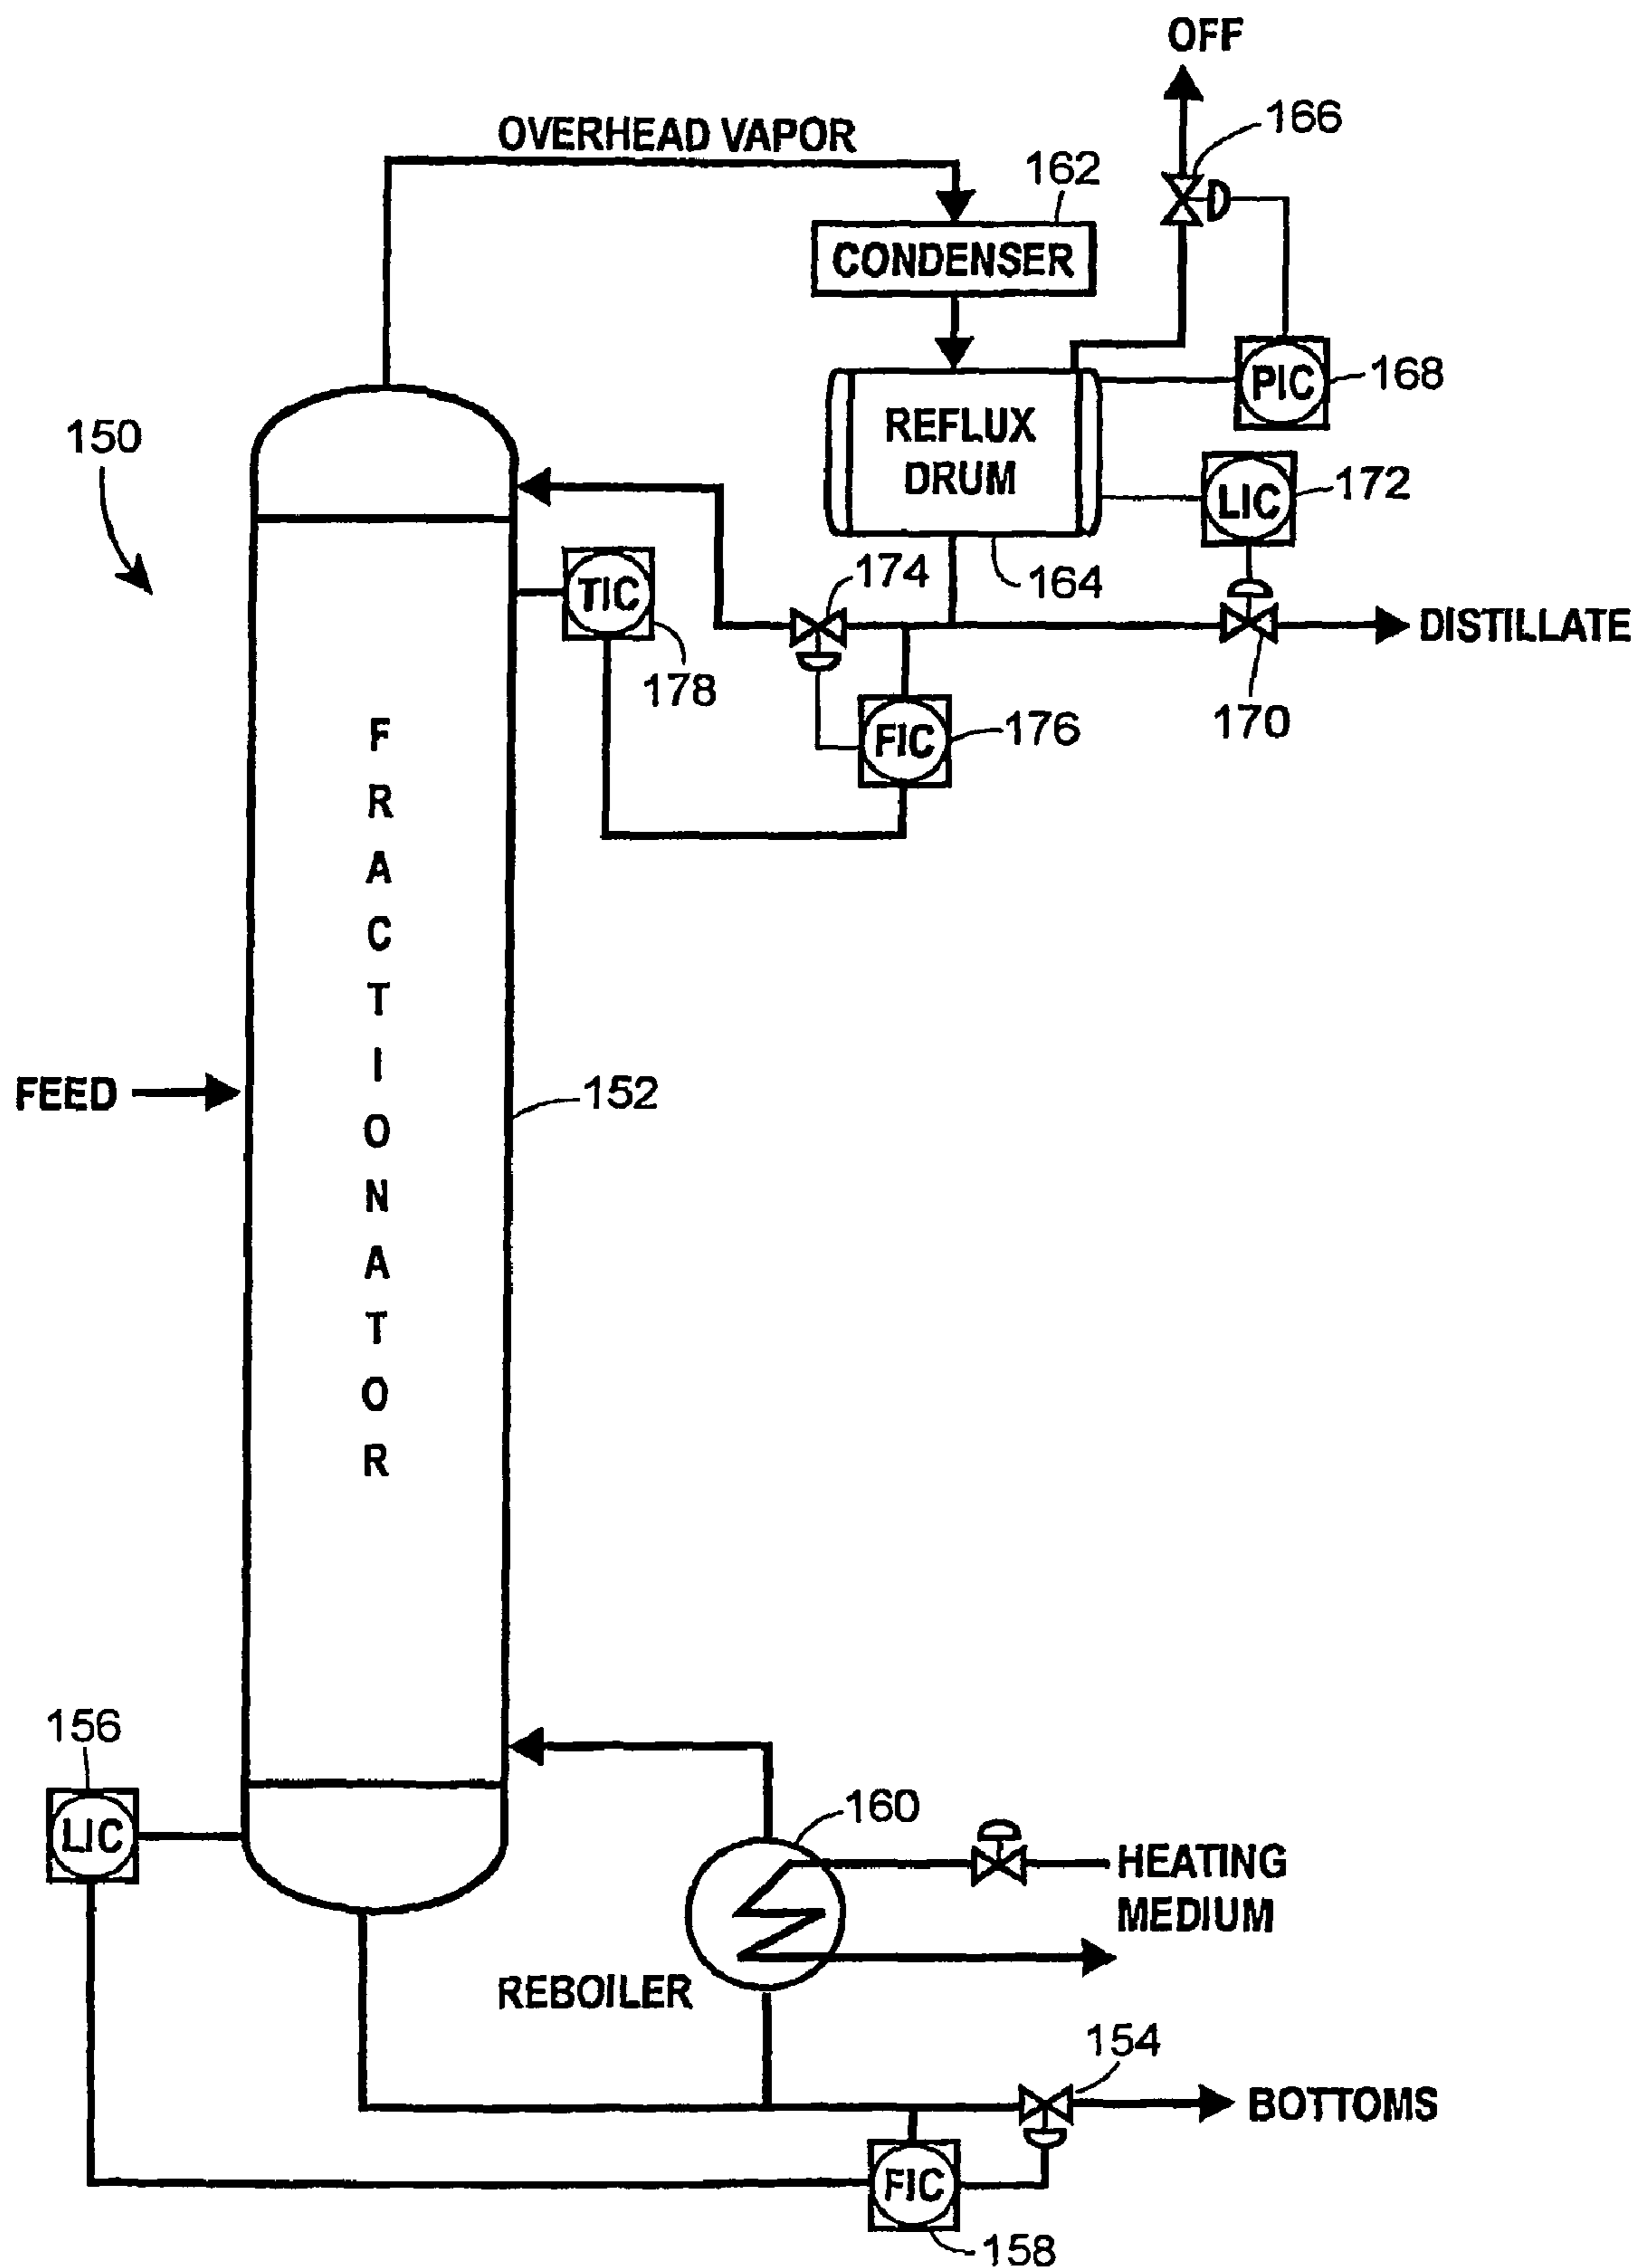 OFF
166
OVERHEAD VAPOR
162
CONDENSER
PIC
168
150
REFLUX
DRUM
LIC
172
174
164
TIC
DISTILLATE
178
170
FIC
176
F
R
A
C
T
I
O
N
A
T
O
R
FEED
152
156
LIC
160
HEATING
MEDIUM
REBOILER
154
BOTTOMS
FIC
158